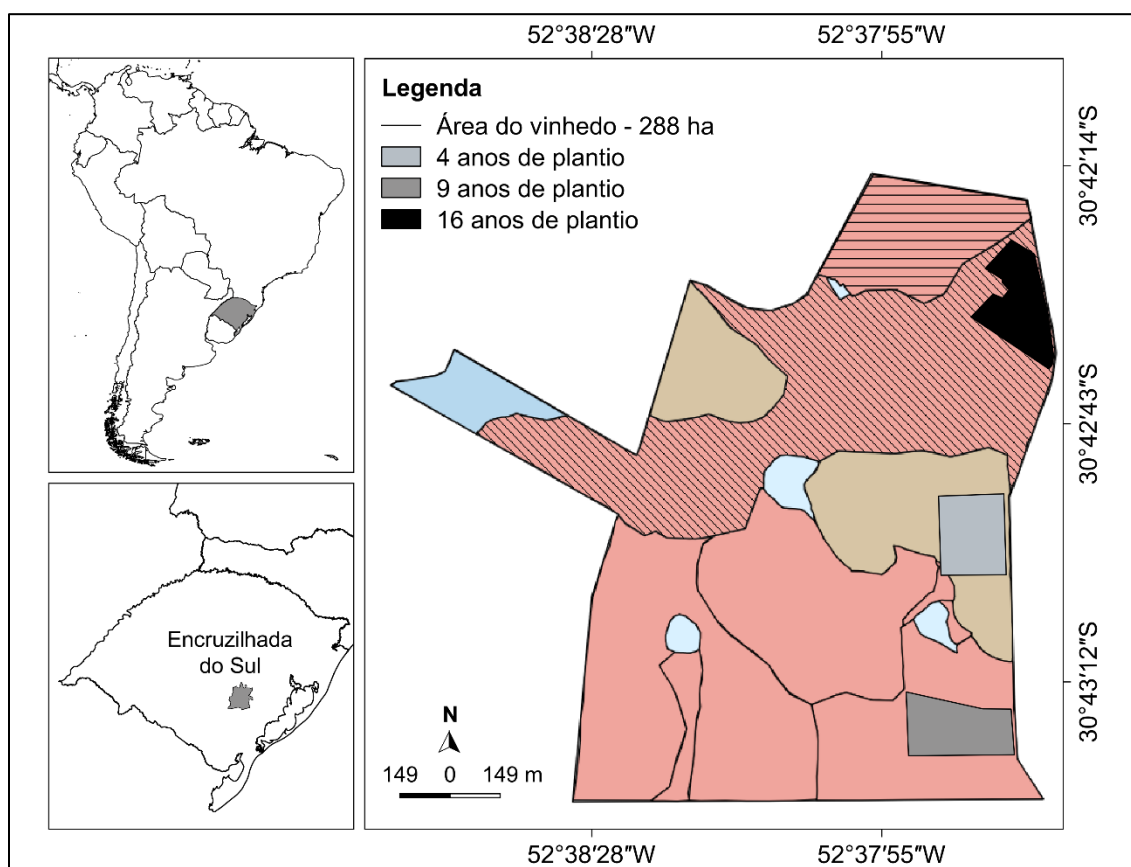 52°38'28"W
52°37'55"W
Legenda
Área do vinhedo - 288 ha
4 anos de plantio
9 anos de plantio
16 anos de plantio
30°42'14"S
30°42'43"S
30°43'12"S
Encruzilhada
do Sul
N
149 0 149 m
52°38'28"W
52°37'55"W